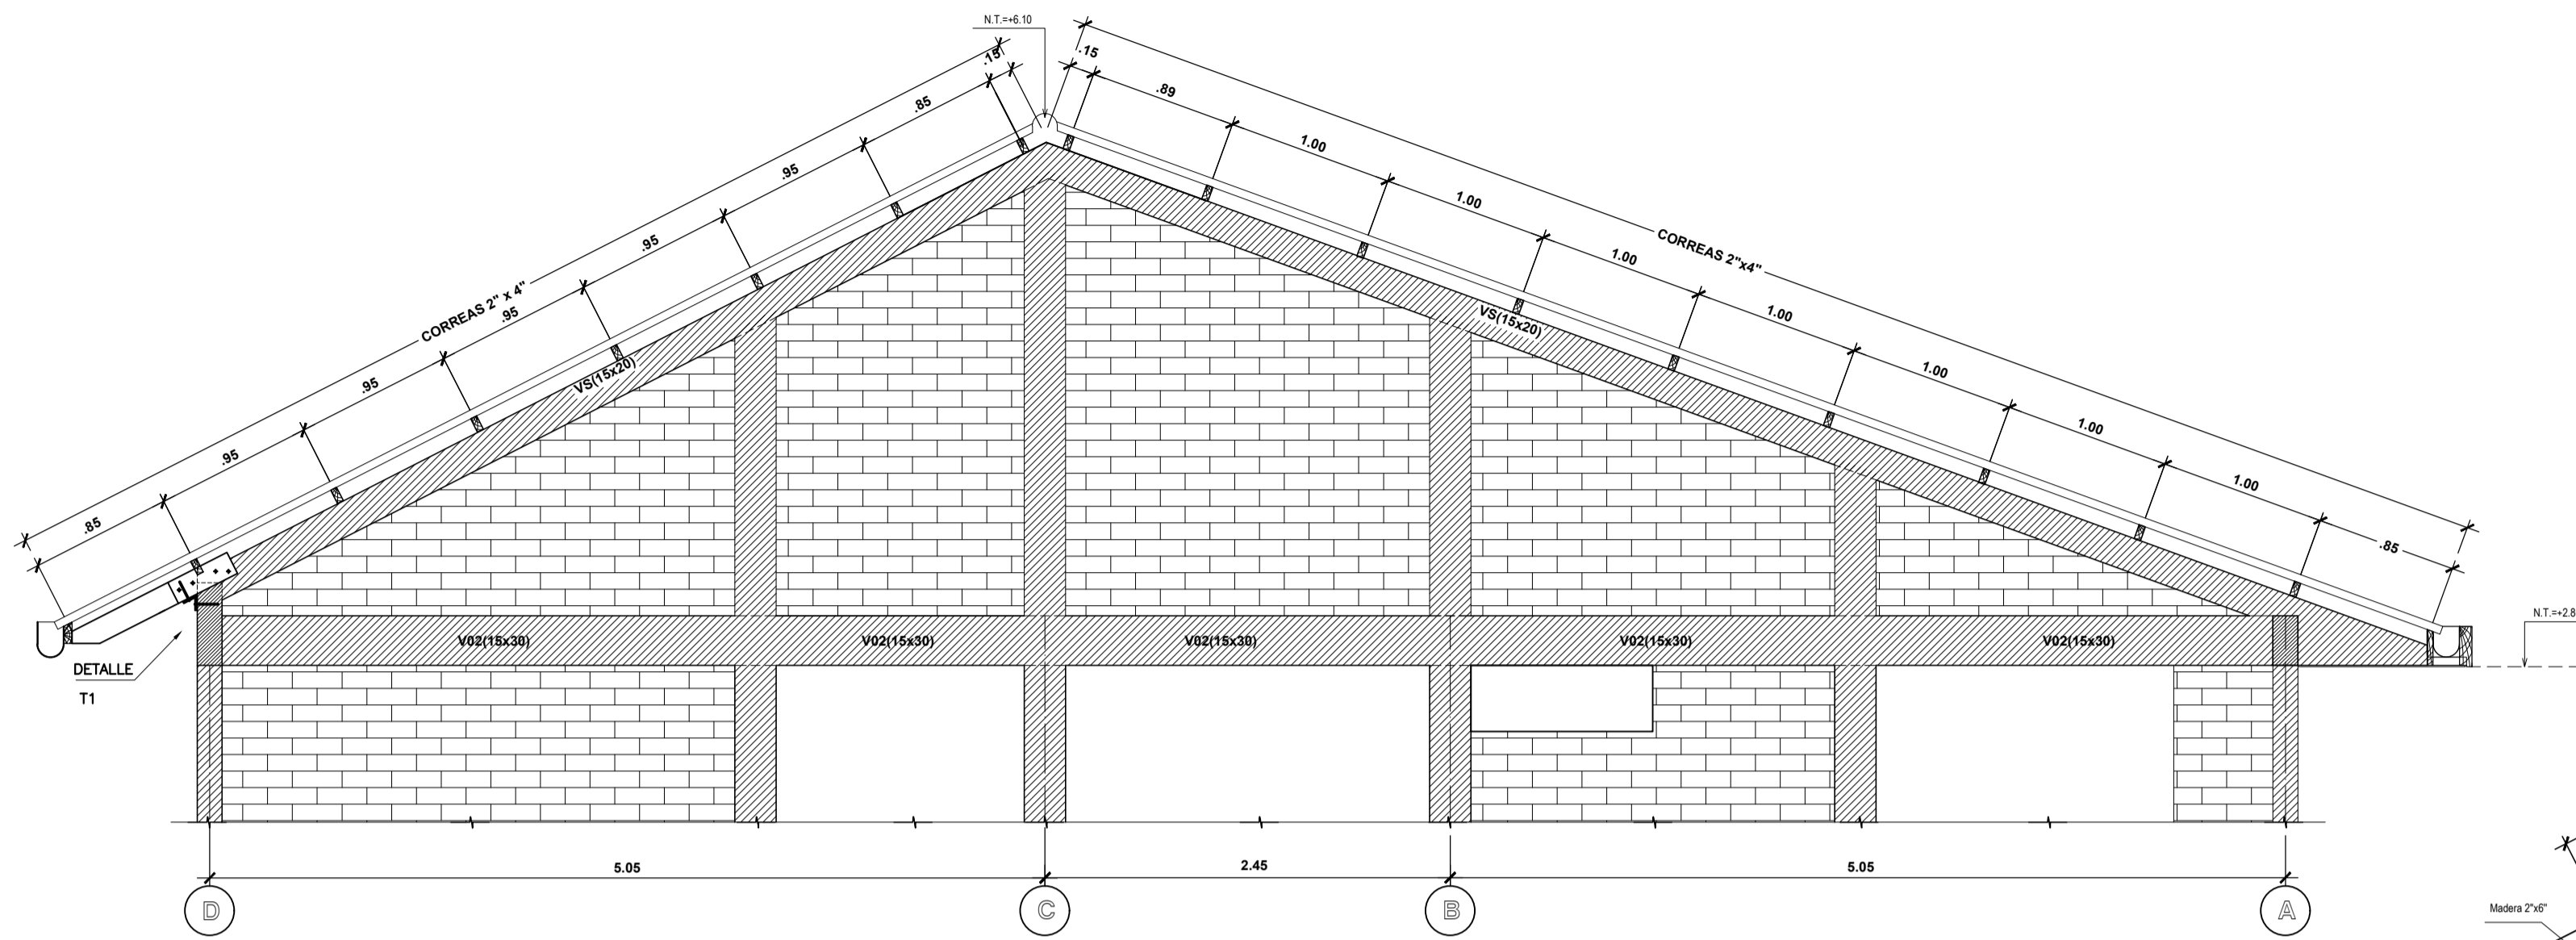 N.T.=+6.10
.15
.15
.85
.89
.95
1.00
.95
1.00
CORREAS 2" x 4"
CORREAS 2"x4"
.95
1.00
.95
1.00
.95
1.00
.85
1.00
1.00
.85
VS(15x20)
VS(15x20)
N.T.=+2.8
V02(15x30)
V02(15x30)
V02(15x30)
V02(15x30)
V02(15x30)
DETALLE
T1
5.05
2.45
5.05
D
C
B
A
Madera 2"x6"